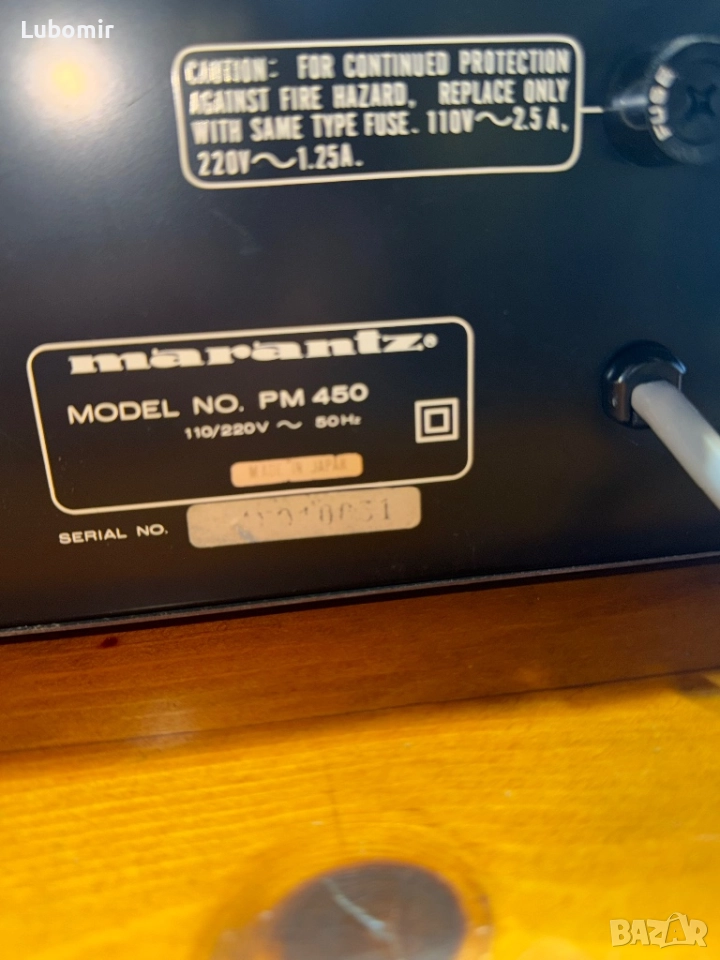 Lubomir
CAUTION: FOR CONTINUED PROTECTION
AGAINST FIRE HAZARD, REPLACE ONLY
WITH SAME TYPE FUSE. 110V~2.5A,
220V~1.25A.
FUSE
marantz®
MODEL NO. PM 450
110/220V ~ 50Hz
MADE IN JAPAN
SERIAL NO.
BAZAR